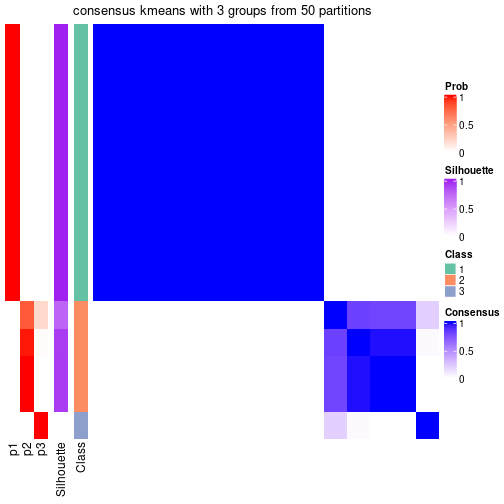 consensus kmeans with 3 groups from 50 partitions
Prob
1
0.5
0
Silhouette
1
0.5
0
Class
1
2
3
Consensus
1
0.5
0
p1
p2
p3
Silhouette
Class